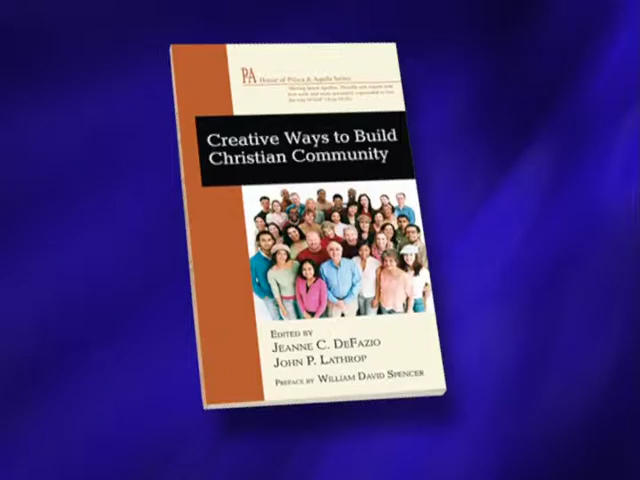 PA House of Prisca & Aquila Series
Creative Ways to Build
Christian Community
EDITED BY
JEANNE C. DEFAZIO
JOHN P. LATHROP
PREFACE BY WILLIAM DAVID SPENCER